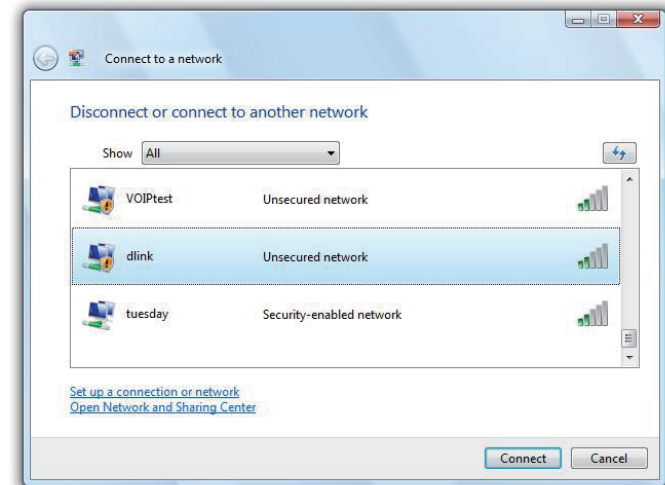 Connect to a network
Disconnect or connect to another network
Show All
VOIPtest Unsecured network
dlink Unsecured network
tuesday Security-enabled network
Set up a connection or network
Open Network and Sharing Center
Connect Cancel